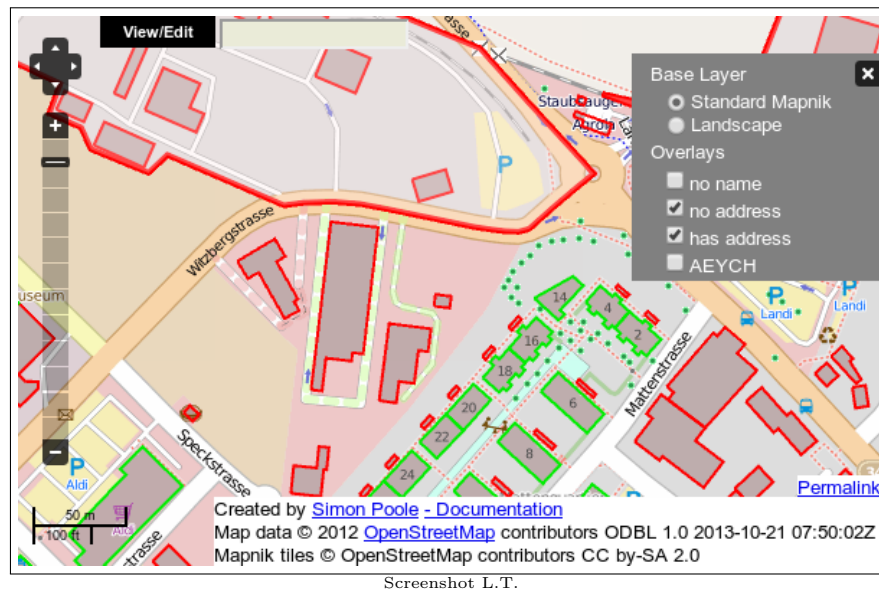 View/Edit
Base Layer
Standard Mapnik
Landscape
Overlays
no name
no address
has address
AEYCH
Staubsauger
Agrola
P
Witzbergstrasse
useum
14
4
2
16
18
20
22
24
6
8
Mattenstrasse
Speckstrasse
P
Landi
P
Landi
P
Aldi
Aldi
strasse
50 m
100 ft
Permalink
Created by Simon Poole - Documentation
Map data © 2012 OpenStreetMap contributors ODBL 1.0 2013-10-21 07:50:02Z
Mapnik tiles © OpenStreetMap contributors CC by-SA 2.0
Screenshot L.T.